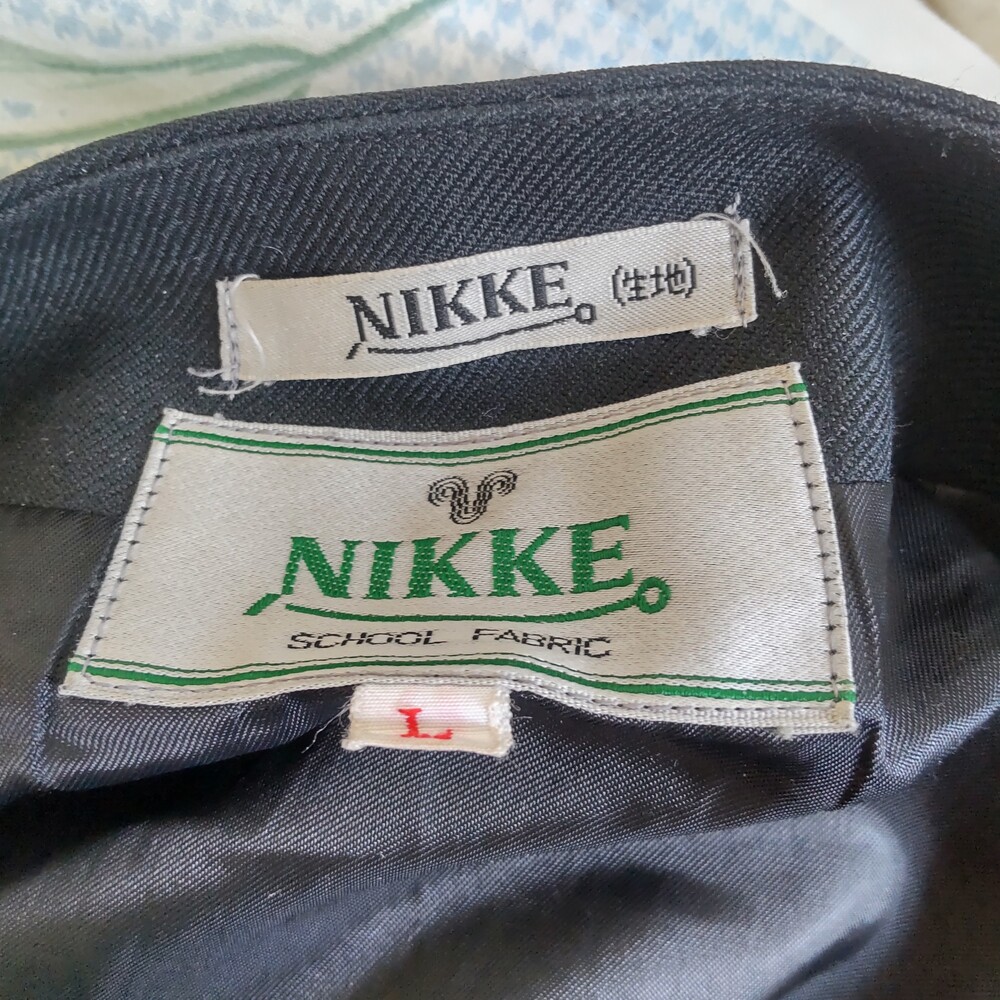 NIKKE (生地)
NIKKE
SCHOOL FABRIC
L